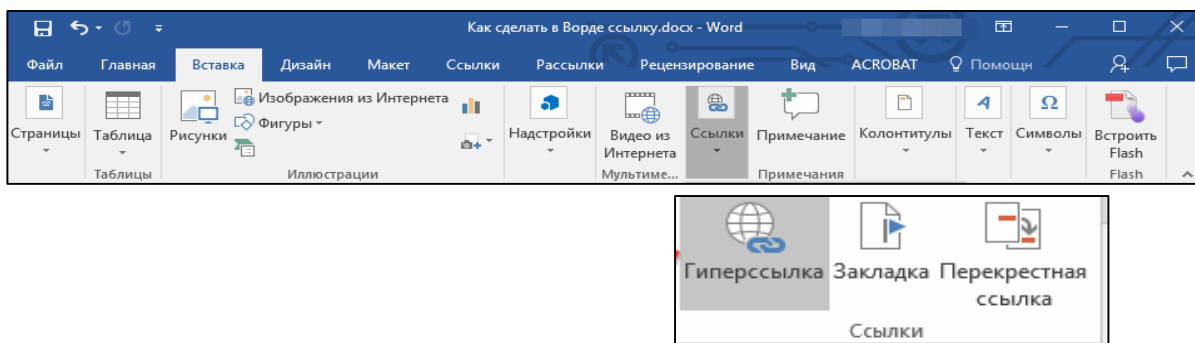 Как сделать в Ворде ссылку.docx - Word
Файл Главная Вставка Дизайн Макет Ссылки Рассылки Рецензирование Вид ACROBAT Помощн
Изображения из Интернета
Фигуры
Страницы Таблица Рисунки Надстройки Видео из Ссылки Примечание Колонтитулы Текст Символы Встроить
Интернета Flash
Таблицы Иллюстрации Мультиме... Примечания Flash
Гиперссылка Закладка Перекрестная
ссылка
Ссылки